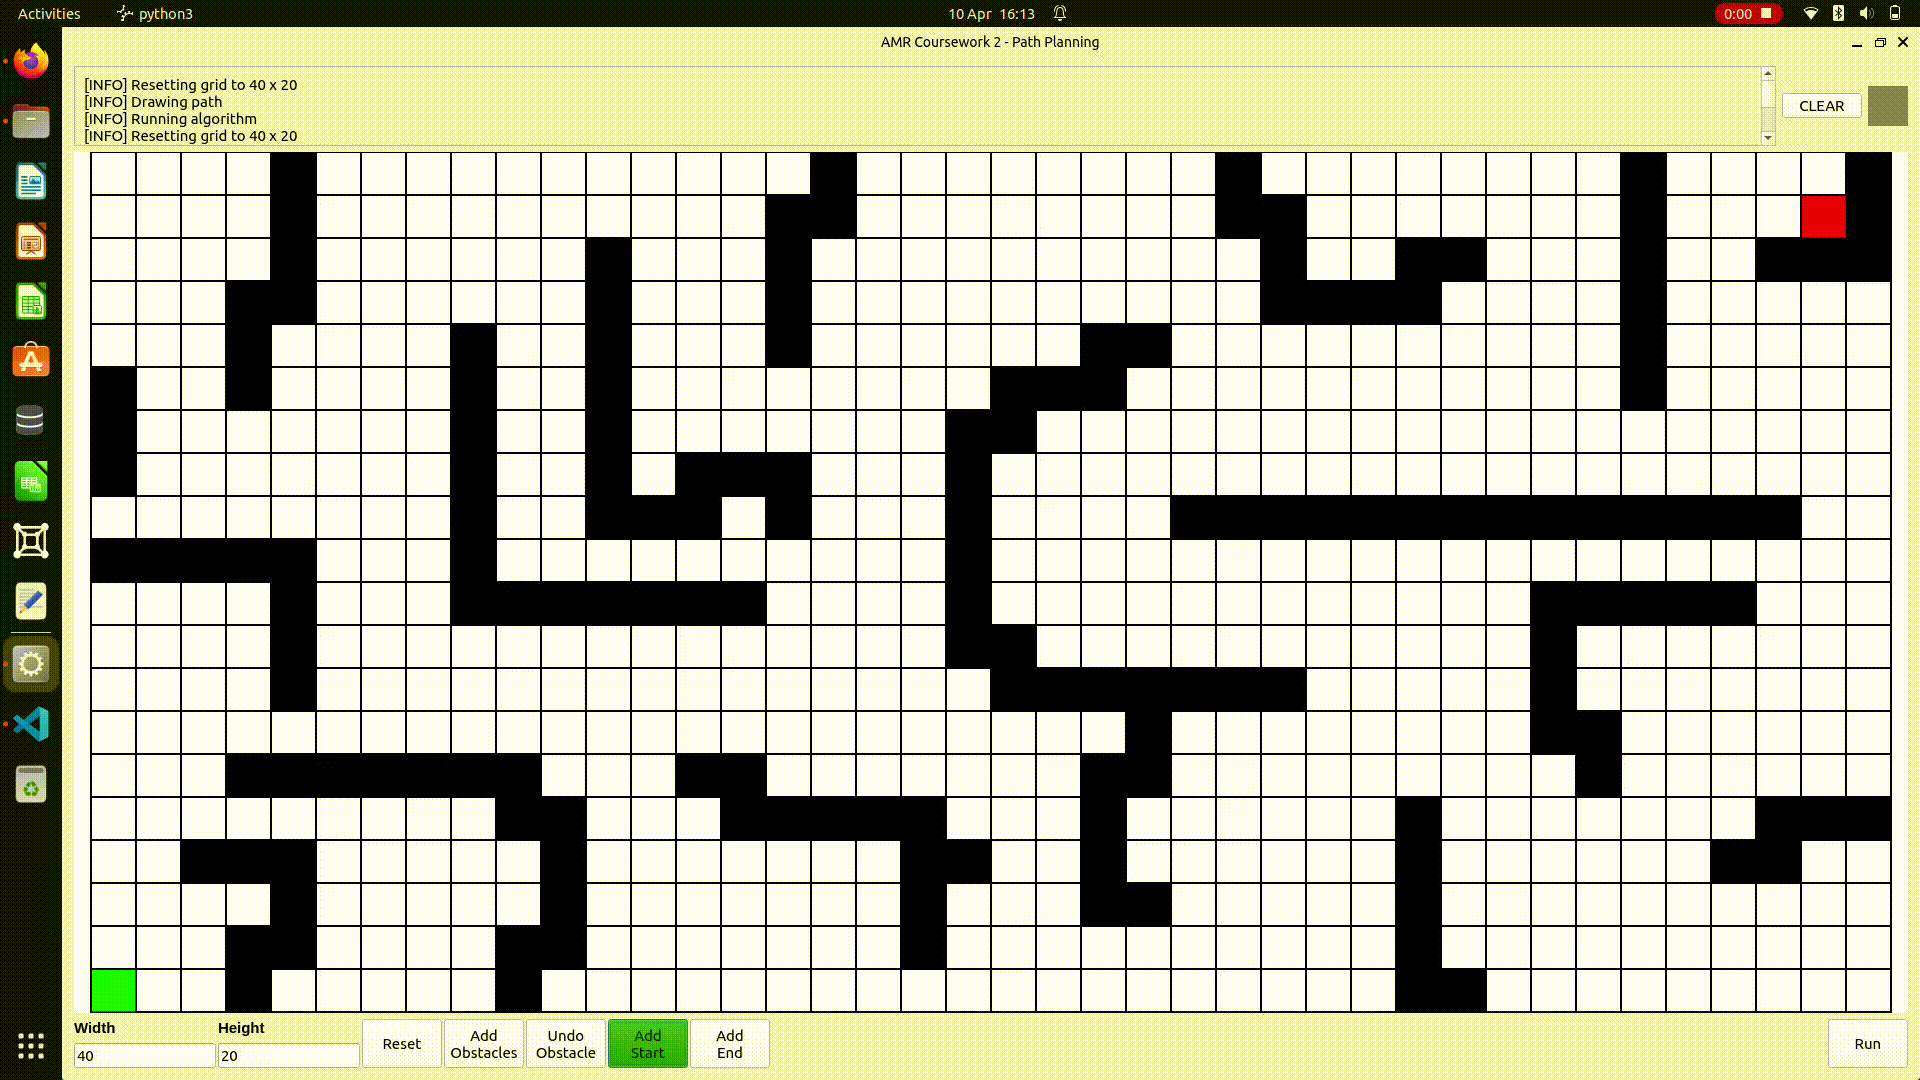 Activities python3 10 Apr 16:13 0:00
AMR Coursework 2 - Path Planning
[INFO] Resetting grid to 40 x 20
[INFO] Drawing path
[INFO] Running algorithm
[INFO] Resetting grid to 40 x 20
CLEAR
Width Height
40 20
Reset
Add
Obstacles
Undo
Obstacle
Add
Start
Add
End
Run